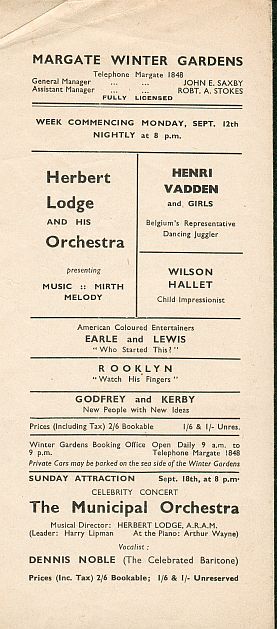 MARGATE WINTER GARDENS
Telephone Margate 1848
General Manager ... ... JOHN E. SAXBY
Assistant Manager ... ... ROBT. A. STOKES
FULLY LICENSED
WEEK COMMENCING MONDAY, SEPT. 12th
NIGHTLY at 8 p.m.
Herbert
Lodge
AND HIS
Orchestra
presenting
MUSIC :: MIRTH
MELODY
HENRI
VADDEN
and GIRLS
Belgium's Representative
Dancing Juggler
WILSON
HALLET
Child Impressionist
American Coloured Entertainers
EARLE and LEWIS
"Who Started This?"
ROOKLYN
"Watch His Fingers"
GODFREY and KERBY
New People with New Ideas
Prices (Including Tax) 2/6 Bookable 1/6 & 1/- Unres.
Winter Gardens Booking Office Open Daily 9 a.m. to
9 p.m. Telephone Margate 1848
Private Cars may be parked on the sea side of the Winter Gardens
SUNDAY ATTRACTION Sept. 18th, at 8 p.m.
CELEBRITY CONCERT
The Municipal Orchestra
Musical Director: HERBERT LODGE, A.R.A.M.
(Leader: Harry Lipman At the Piano: Arthur Wayne)
Vocalist:
DENNIS NOBLE (The Celebrated Baritone)
Prices (Inc. Tax) 2/6 Bookable; 1/6 & 1/- Unreserved